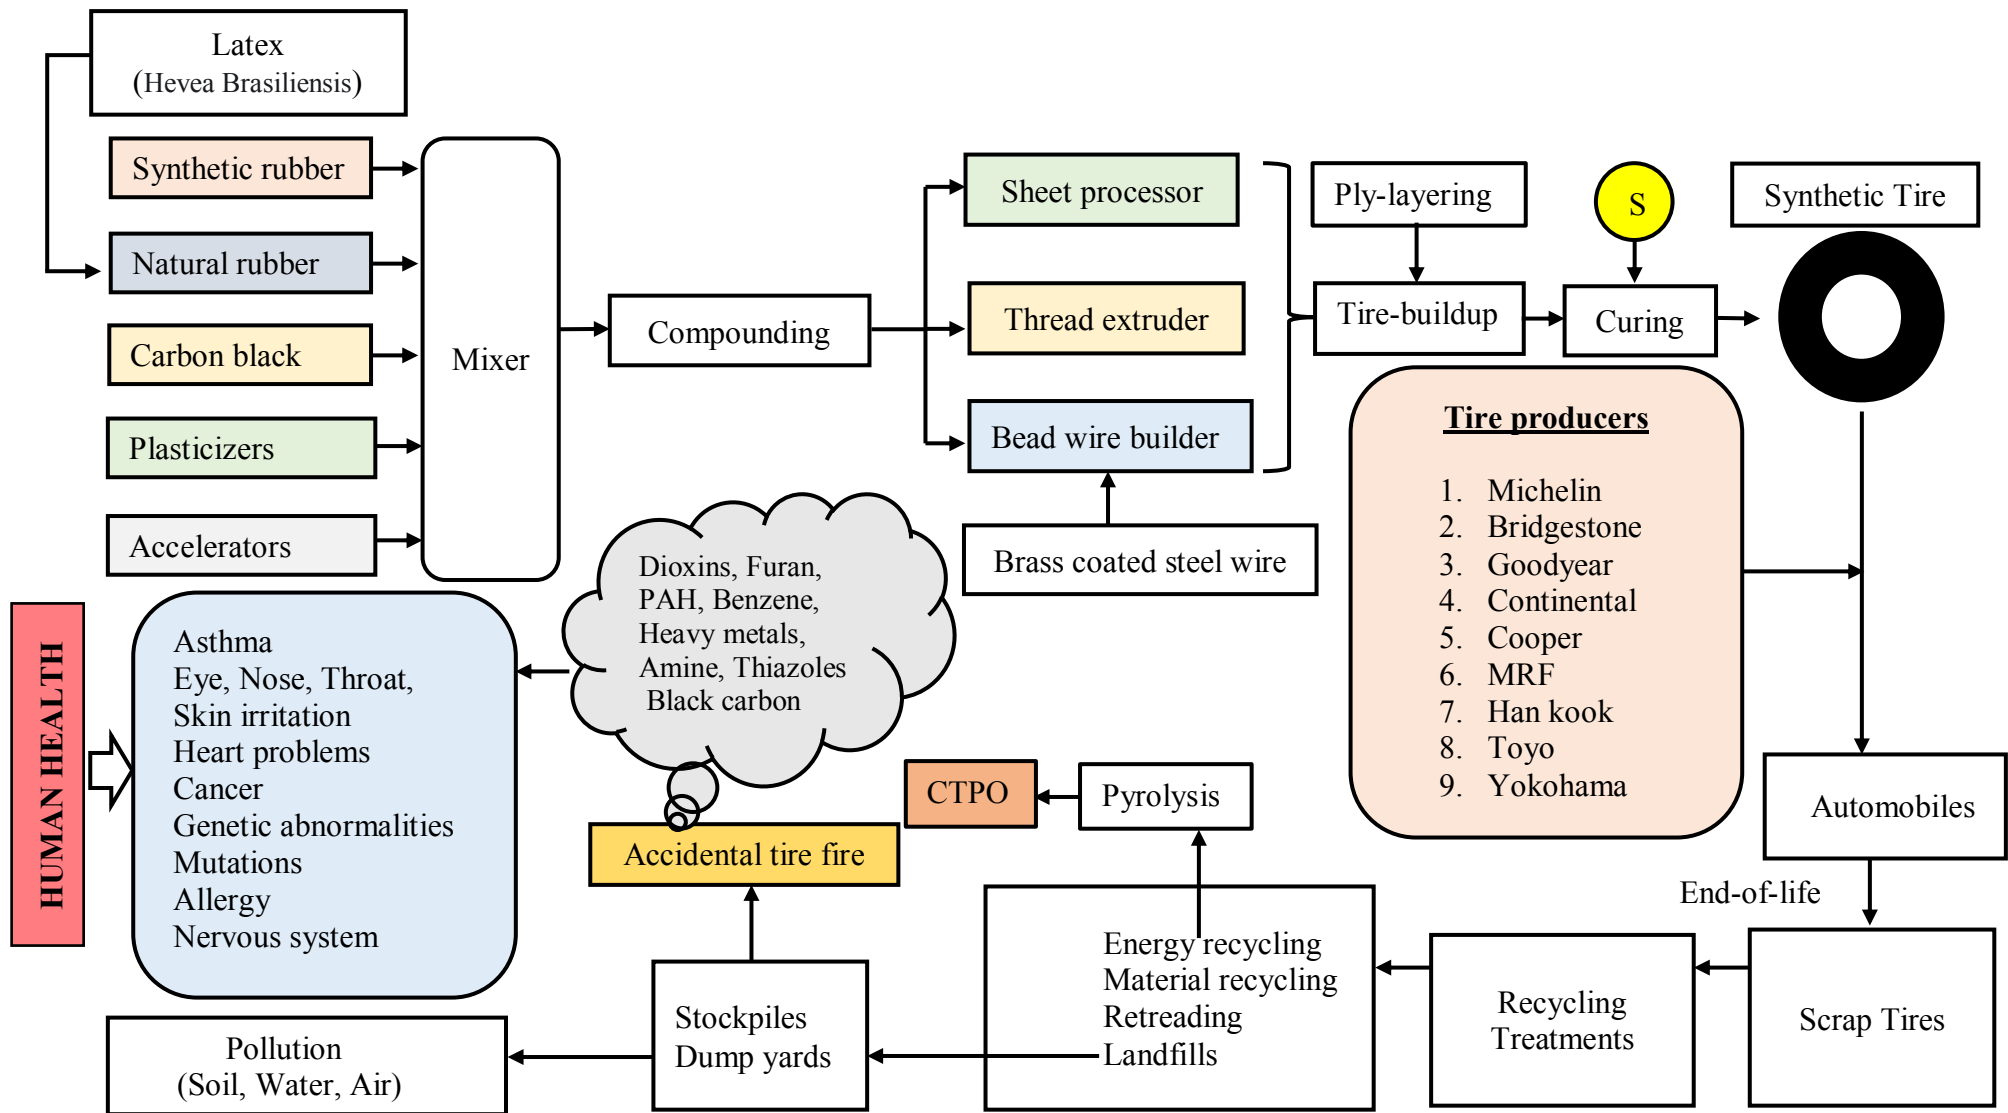 Latex
(Hevea Brasiliensis)
Synthetic rubber
Natural rubber
Carbon black
Plasticizers
Accelerators
Mixer
Compounding
Sheet processor
Thread extruder
Bead wire builder
Brass coated steel wire
Ply-layering
Tire-buildup
S
Curing
Synthetic Tire
Tire producers
1. Michelin
2. Bridgestone
3. Goodyear
4. Continental
5. Cooper
6. MRF
7. Han kook
8. Toyo
9. Yokohama
Automobiles
End-of-life
Scrap Tires
Recycling
Treatments
Energy recycling
Material recycling
Retreading
Landfills
Pyrolysis
CTPO
Stockpiles
Dump yards
Accidental tire fire
Dioxins, Furan,
PAH, Benzene,
Heavy metals,
Amine, Thiazoles
Black carbon
HUMAN HEALTH
Asthma
Eye, Nose, Throat,
Skin irritation
Heart problems
Cancer
Genetic abnormalities
Mutations
Allergy
Nervous system
Pollution
(Soil, Water, Air)